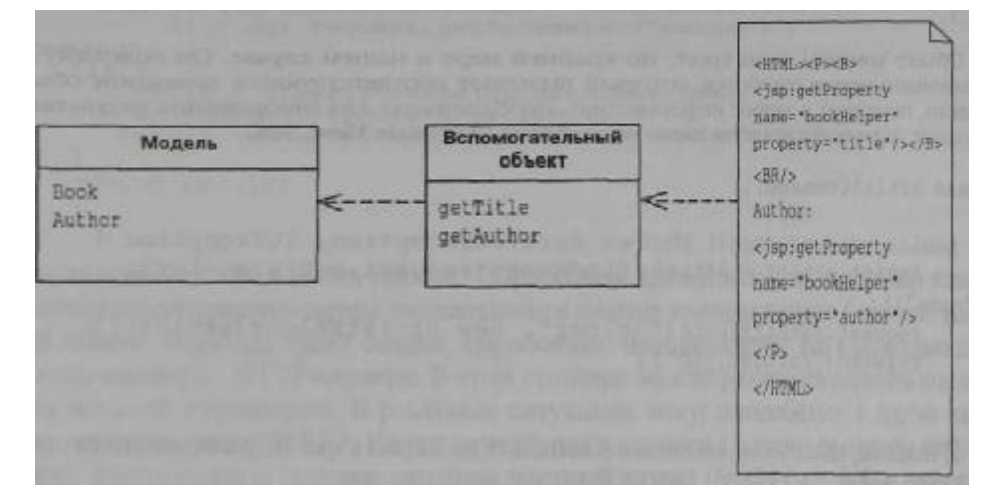 Модель
Book
Author
Вспомогательный
объект
getTitle
getAuthor
<HTML><P><B>
<jsp:getProperty
name="bookHelper"
property="title"/></B>
<BR/>
Author:
<jsp:getProperty
name="bookHelper"
property="author"/>
</P>
</HTML>